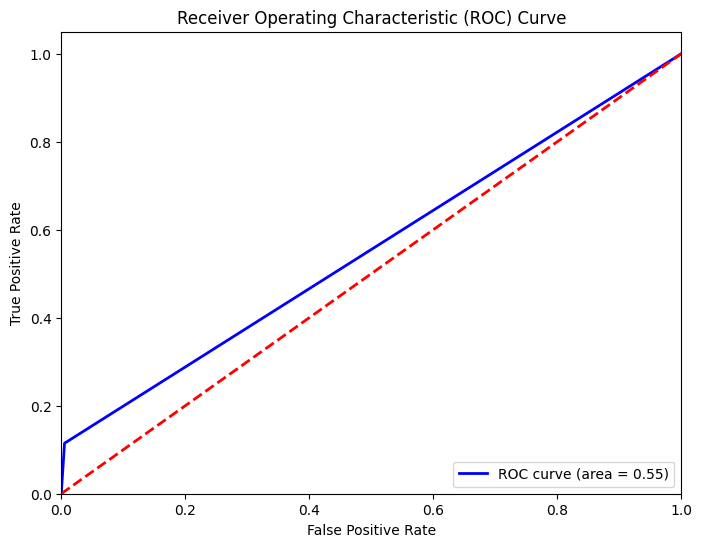 Receiver Operating Characteristic (ROC) Curve
1.0
0.8
0.6
0.4
0.2
0.0
True Positive Rate
0.0 0.2 0.4 0.6 0.8 1.0
False Positive Rate
ROC curve (area = 0.55)